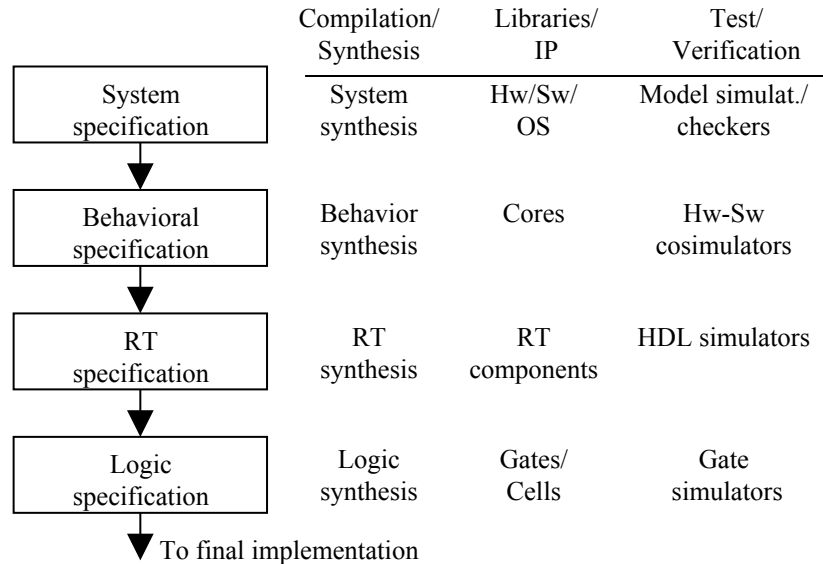 Compilation/ Libraries/ Test/
Synthesis IP Verification
System System Hw/Sw/ Model simulat./
specification synthesis OS checkers
Behavioral Behavior Cores Hw-Sw
specification synthesis cosimulators
RT RT RT HDL simulators
specification synthesis components
Logic Logic Gates/ Gate
specification synthesis Cells simulators
To final implementation